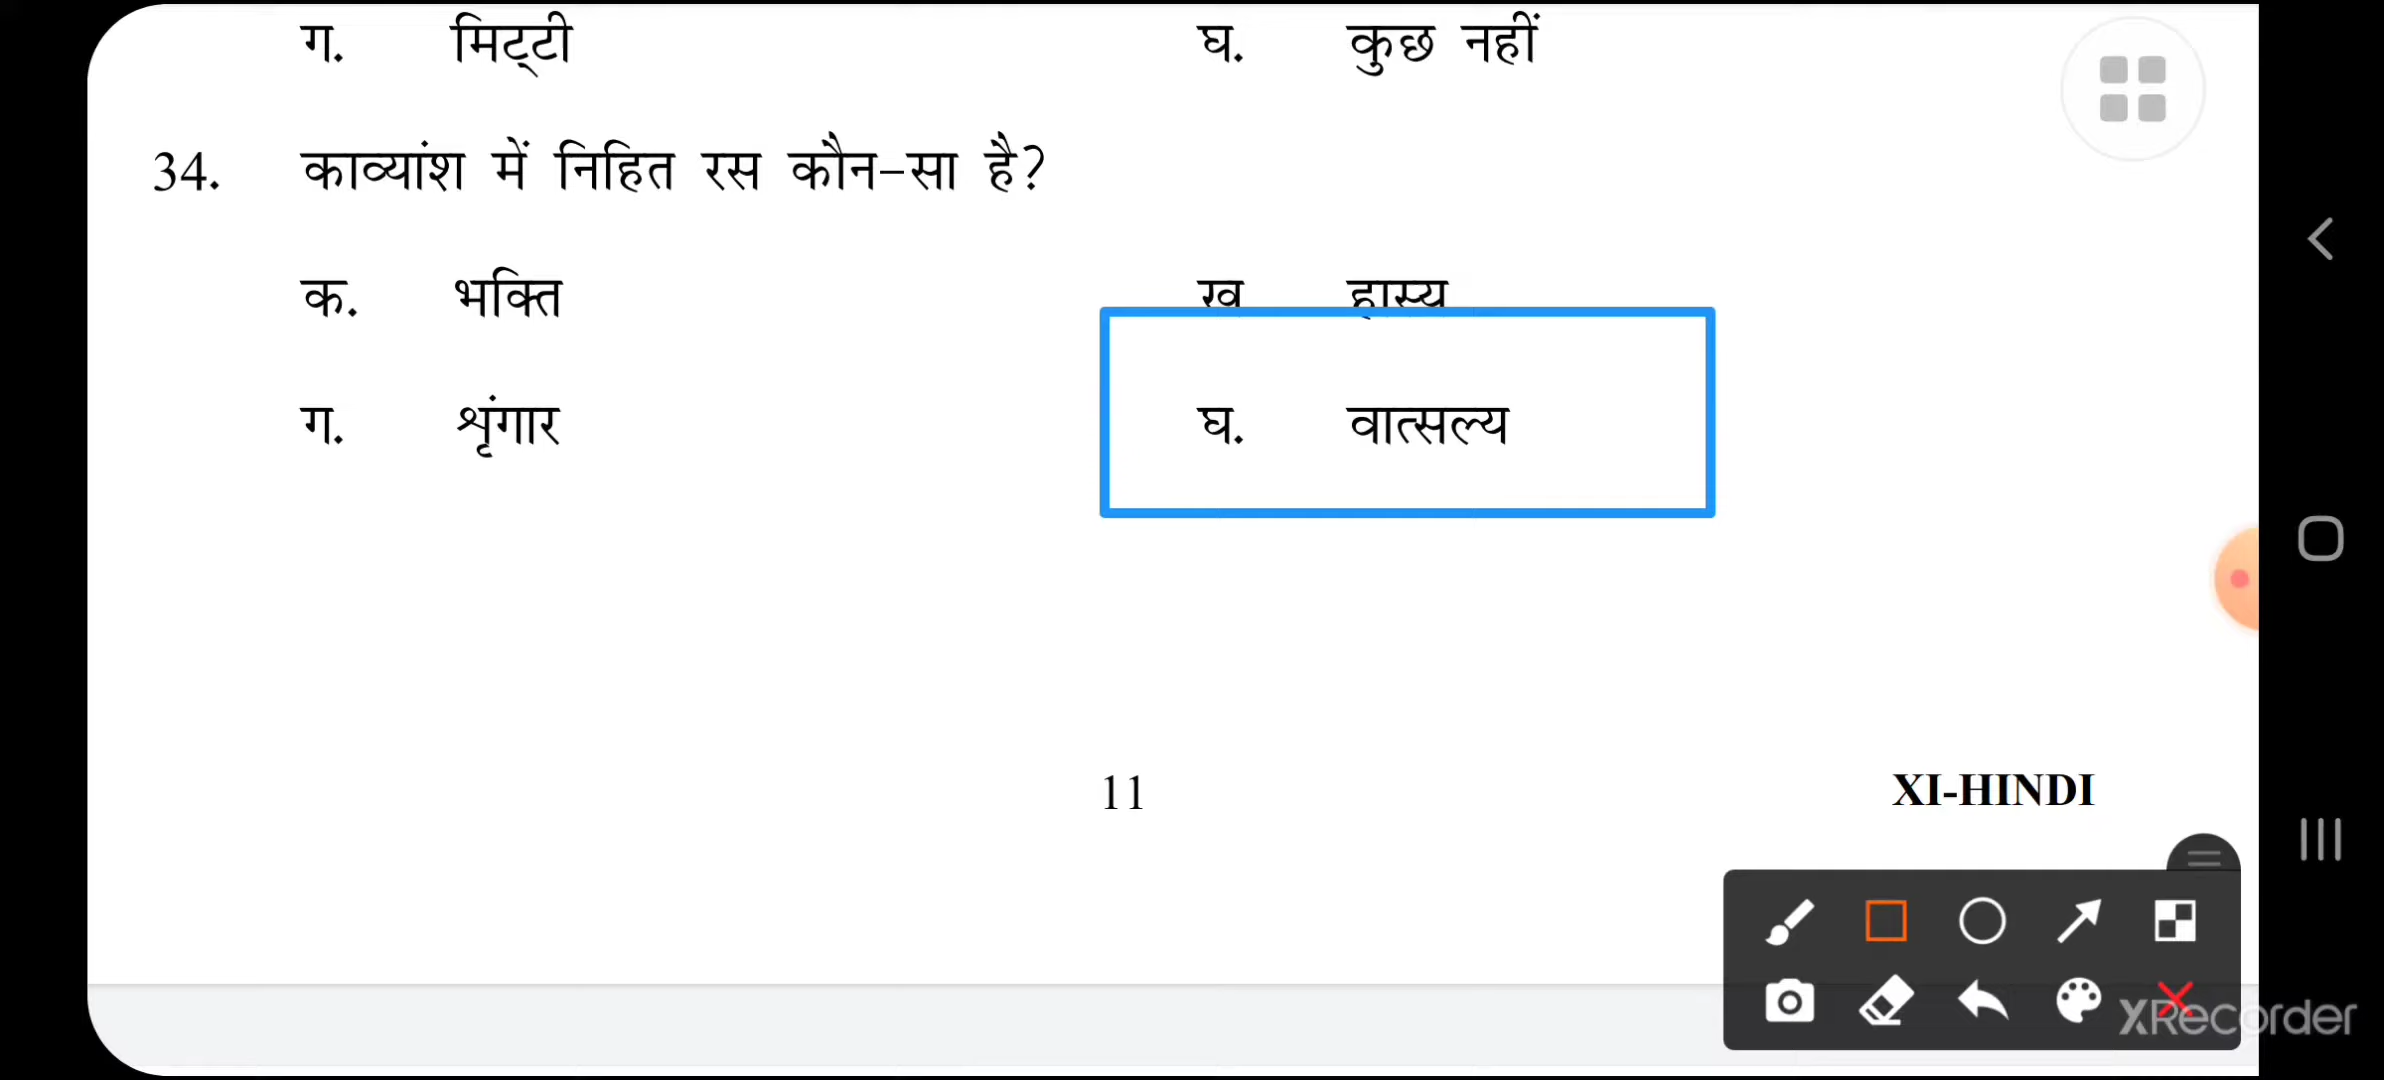 ग. मिट्टी घ. कुछ नहीं
34. काव्यांश में निहित रस कौन-सा है?
क. भक्ति ख हास्य
ग. शृंगार घ. वात्सल्य
11 XI-HINDI
XRecorder